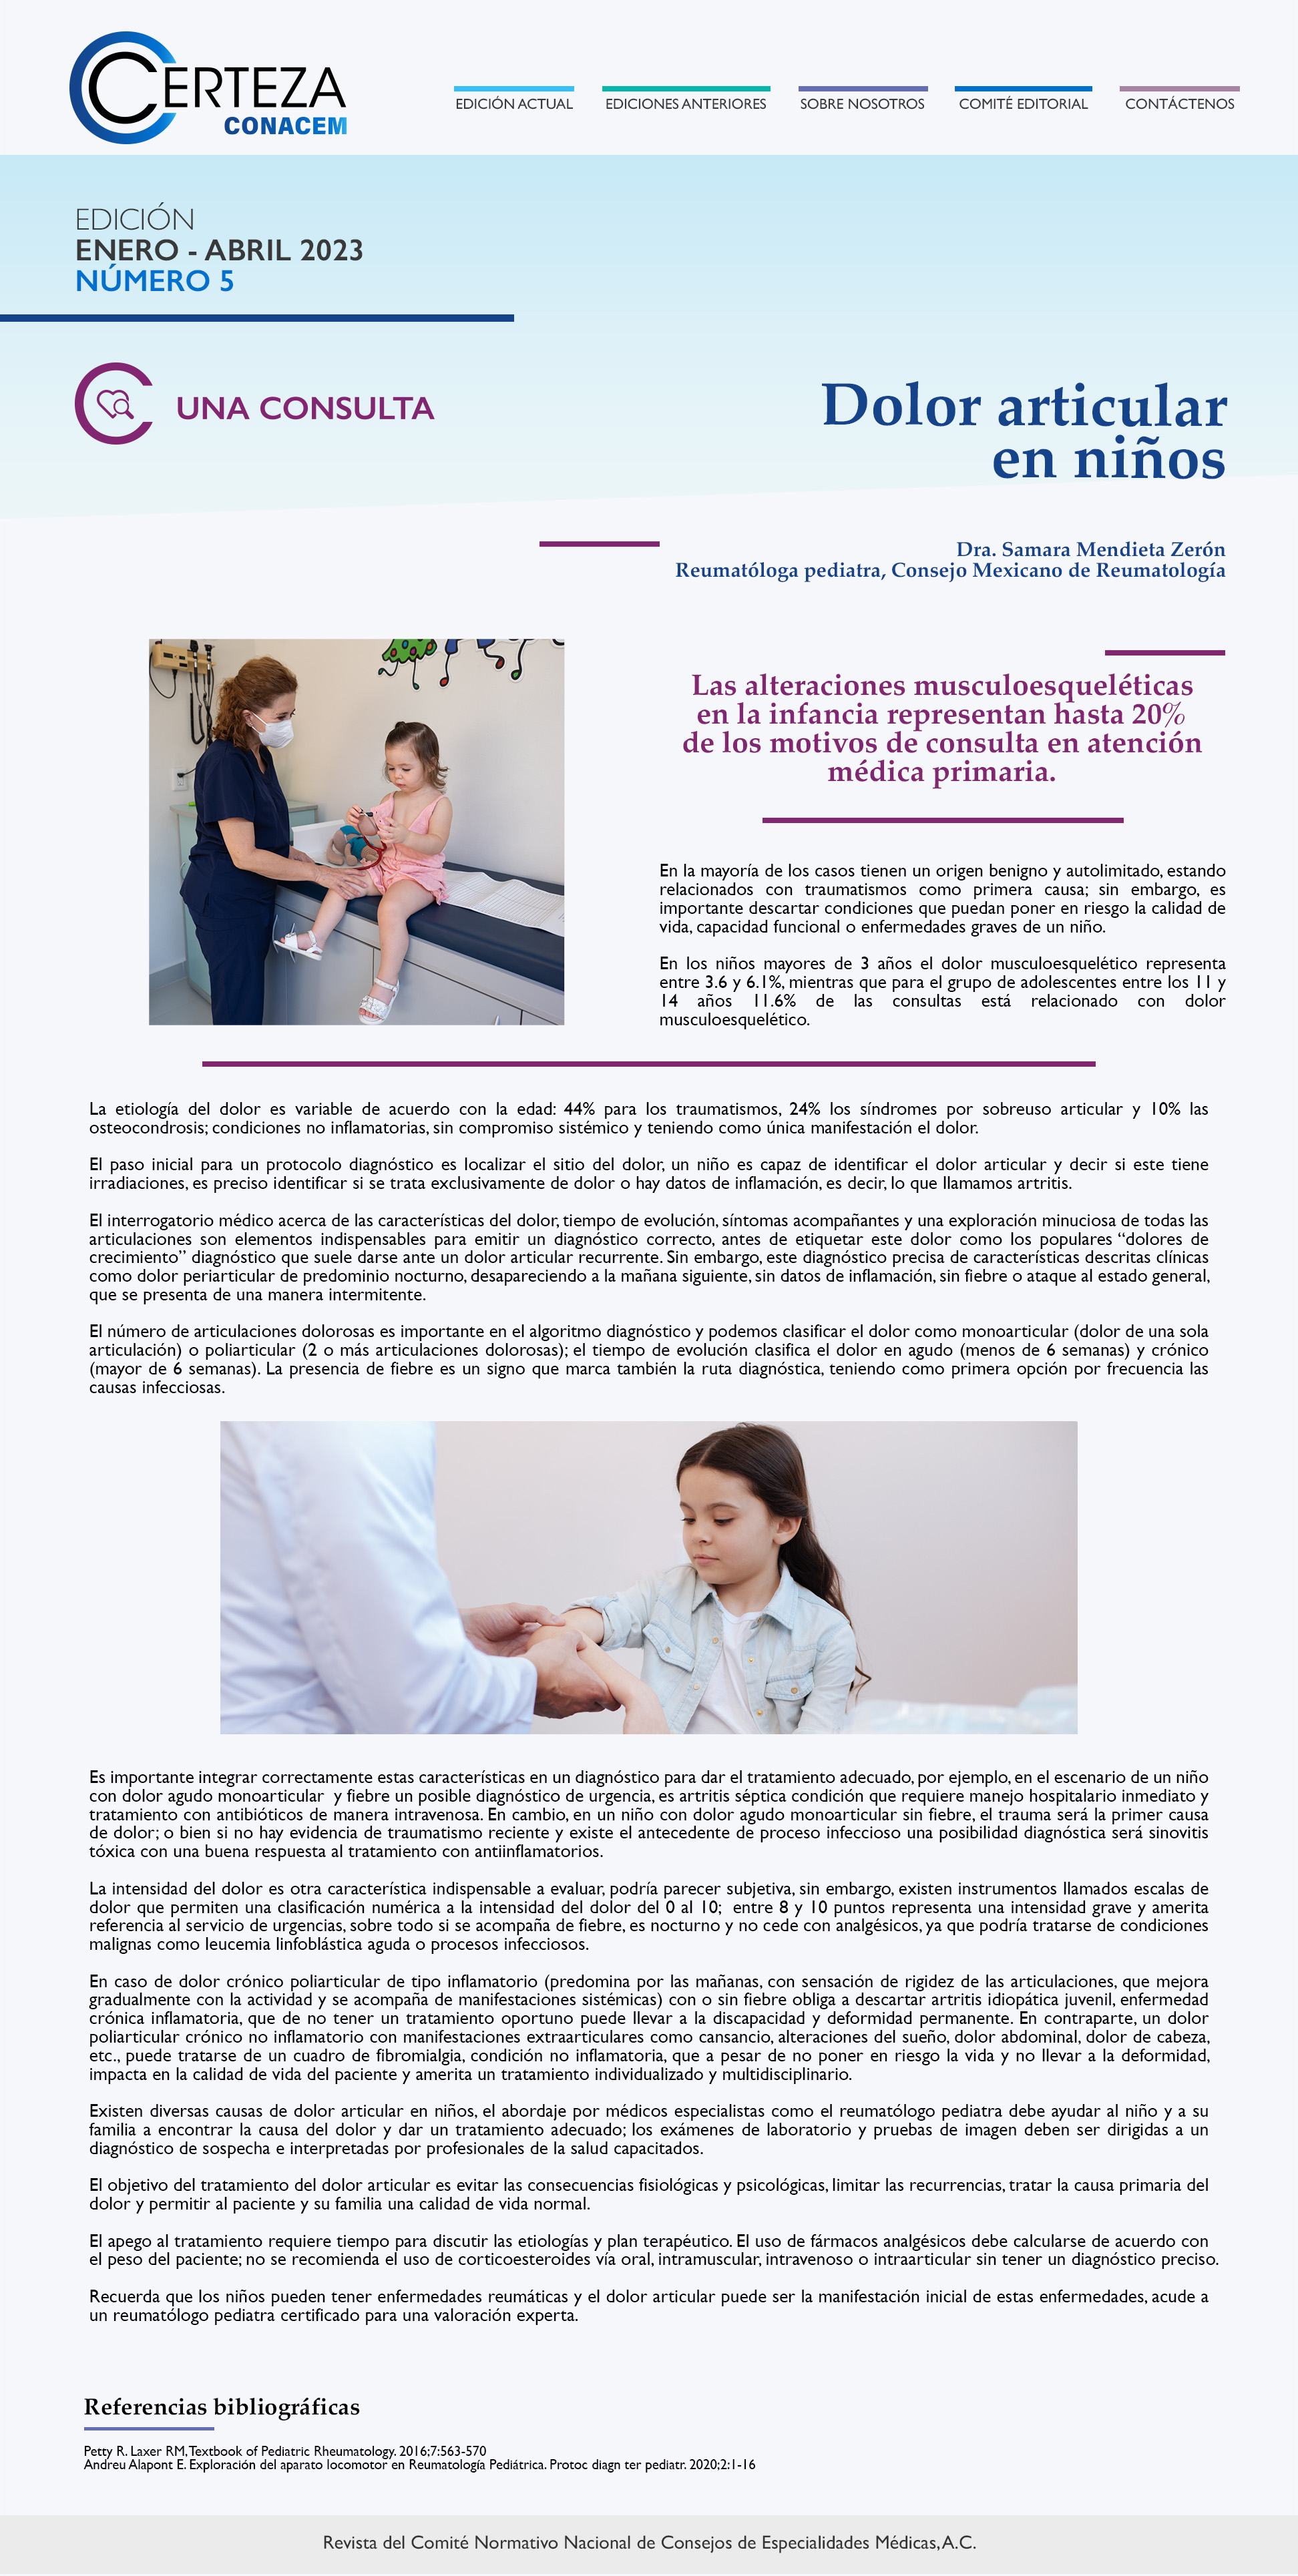 CERTEZA
CONACEM
EDICIÓN ACTUAL
EDICIONES ANTERIORES
SOBRE NOSOTROS
COMITÉ EDITORIAL
CONTÁCTENOS
EDICIÓN
ENERO - ABRIL 2023
NÚMERO 5
UNA CONSULTA
Dolor articular
en niños
Dra. Samara Mendieta Zerón
Reumatóloga pediatra, Consejo Mexicano de Reumatología
Las alteraciones musculoesqueléticas
en la infancia representan hasta 20%
de los motivos de consulta en atención
médica primaria.
En la mayoría de los casos tienen un origen benigno y autolimitado, estando
relacionados con traumatismos como primera causa; sin embargo, es
importante descartar condiciones que puedan poner en riesgo la calidad de
vida, capacidad funcional o enfermedades graves de un niño.
En los niños mayores de 3 años el dolor musculoesquelético representa
entre 3.6 y 6.1%, mientras que para el grupo de adolescentes entre los 11 y
14 años 11.6% de las consultas está relacionado con dolor
musculoesquelético.
La etiología del dolor es variable de acuerdo con la edad: 44% para los traumatismos, 24% los síndromes por sobreuso articular y 10% las
osteocondrosis; condiciones no inflamatorias, sin compromiso sistémico y teniendo como única manifestación el dolor.
El paso inicial para un protocolo diagnóstico es localizar el sitio del dolor, un niño es capaz de identificar el dolor articular y decir si este tiene
irradiaciones, es preciso identificar si se trata exclusivamente de dolor o hay datos de inflamación, es decir, lo que llamamos artritis.
El interrogatorio médico acerca de las características del dolor, tiempo de evolución, síntomas acompañantes y una exploración minuciosa de todas las
articulaciones son elementos indispensables para emitir un diagnóstico correcto, antes de etiquetar este dolor como los populares “dolores de
crecimiento” diagnóstico que suele darse ante un dolor articular recurrente. Sin embargo, este diagnóstico precisa de características descritas clínicas
como dolor periarticular de predominio nocturno, desapareciendo a la mañana siguiente, sin datos de inflamación, sin fiebre o ataque al estado general,
que se presenta de una manera intermitente.
El número de articulaciones dolorosas es importante en el algoritmo diagnóstico y podemos clasificar el dolor como monoarticular (dolor de una sola
articulación) o poliarticular (2 o más articulaciones dolorosas); el tiempo de evolución clasifica el dolor en agudo (menos de 6 semanas) y crónico
(mayor de 6 semanas). La presencia de fiebre es un signo que marca también la ruta diagnóstica, teniendo como primera opción por frecuencia las
causas infecciosas.
Es importante integrar correctamente estas características en un diagnóstico para dar el tratamiento adecuado, por ejemplo, en el escenario de un niño
con dolor agudo monoarticular y fiebre un posible diagnóstico de urgencia, es artritis séptica condición que requiere manejo hospitalario inmediato y
tratamiento con antibióticos de manera intravenosa. En cambio, en un niño con dolor agudo monoarticular sin fiebre, el trauma será la primer causa
de dolor; o bien si no hay evidencia de traumatismo reciente y existe el antecedente de proceso infeccioso una posibilidad diagnóstica será sinovitis
tóxica con una buena respuesta al tratamiento con antiinflamatorios.
La intensidad del dolor es otra característica indispensable a evaluar, podría parecer subjetiva, sin embargo, existen instrumentos llamados escalas de
dolor que permiten una clasificación numérica a la intensidad del dolor del 0 al 10; entre 8 y 10 puntos representa una intensidad grave y amerita
referencia al servicio de urgencias, sobre todo si se acompaña de fiebre, es nocturno y no cede con analgésicos, ya que podría tratarse de condiciones
malignas como leucemia linfoblástica aguda o procesos infecciosos.
En caso de dolor crónico poliarticular de tipo inflamatorio (predomina por las mañanas, con sensación de rigidez de las articulaciones, que mejora
gradualmente con la actividad y se acompaña de manifestaciones sistémicas) con o sin fiebre obliga a descartar artritis idiopática juvenil, enfermedad
crónica inflamatoria, que de no tener un tratamiento oportuno puede llevar a la discapacidad y deformidad permanente. En contraparte, un dolor
poliarticular crónico no inflamatorio con manifestaciones extraarticulares como cansancio, alteraciones del sueño, dolor abdominal, dolor de cabeza,
etc., puede tratarse de un cuadro de fibromialgia, condición no inflamatoria, que a pesar de no poner en riesgo la vida y no llevar a la deformidad,
impacta en la calidad de vida del paciente y amerita un tratamiento individualizado y multidisciplinario.
Existen diversas causas de dolor articular en niños, el abordaje por médicos especialistas como el reumatólogo pediatra debe ayudar al niño y a su
familia a encontrar la causa del dolor y dar un tratamiento adecuado; los exámenes de laboratorio y pruebas de imagen deben ser dirigidas a un
diagnóstico de sospecha e interpretadas por profesionales de la salud capacitados.
El objetivo del tratamiento del dolor articular es evitar las consecuencias fisiológicas y psicológicas, limitar las recurrencias, tratar la causa primaria del
dolor y permitir al paciente y su familia una calidad de vida normal.
El apego al tratamiento requiere tiempo para discutir las etiologías y plan terapéutico. El uso de fármacos analgésicos debe calcularse de acuerdo con
el peso del paciente; no se recomienda el uso de corticoesteroides vía oral, intramuscular, intravenoso o intraarticular sin tener un diagnóstico preciso.
Recuerda que los niños pueden tener enfermedades reumáticas y el dolor articular puede ser la manifestación inicial de estas enfermedades, acude a
un reumatólogo pediatra certificado para una valoración experta.
Referencias bibliográficas
Petty R. Laxer RM, Textbook of Pediatric Rheumatology. 2016;7:563-570
Andreu Alapont E. Exploración del aparato locomotor en Reumatología Pediátrica. Protoc diagn ter pediatr. 2020;2:1-16
Revista del Comité Normativo Nacional de Consejos de Especialidades Médicas, A.C.